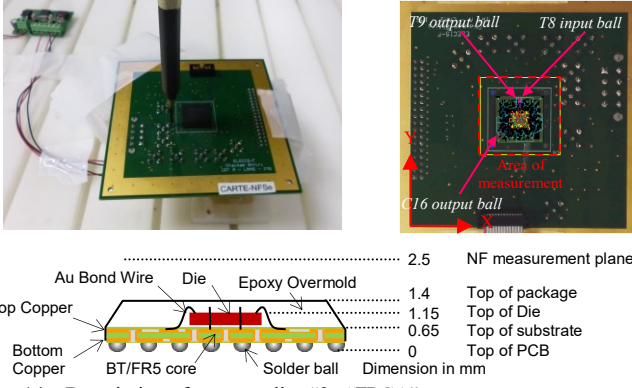 CARTE-NFSe
T9 output ball
T8 input ball
Y
Area of
measurement
C16 output ball
X
2.5 NF measurement plane
Au Bond Wire
Die
Epoxy Overmold
1.4 Top of package
op Copper
1.15 Top of Die
0.65 Top of substrate
Bottom
Copper
BT/FR5 core
Solder ball
0 Top of PCB
Dimension in mm